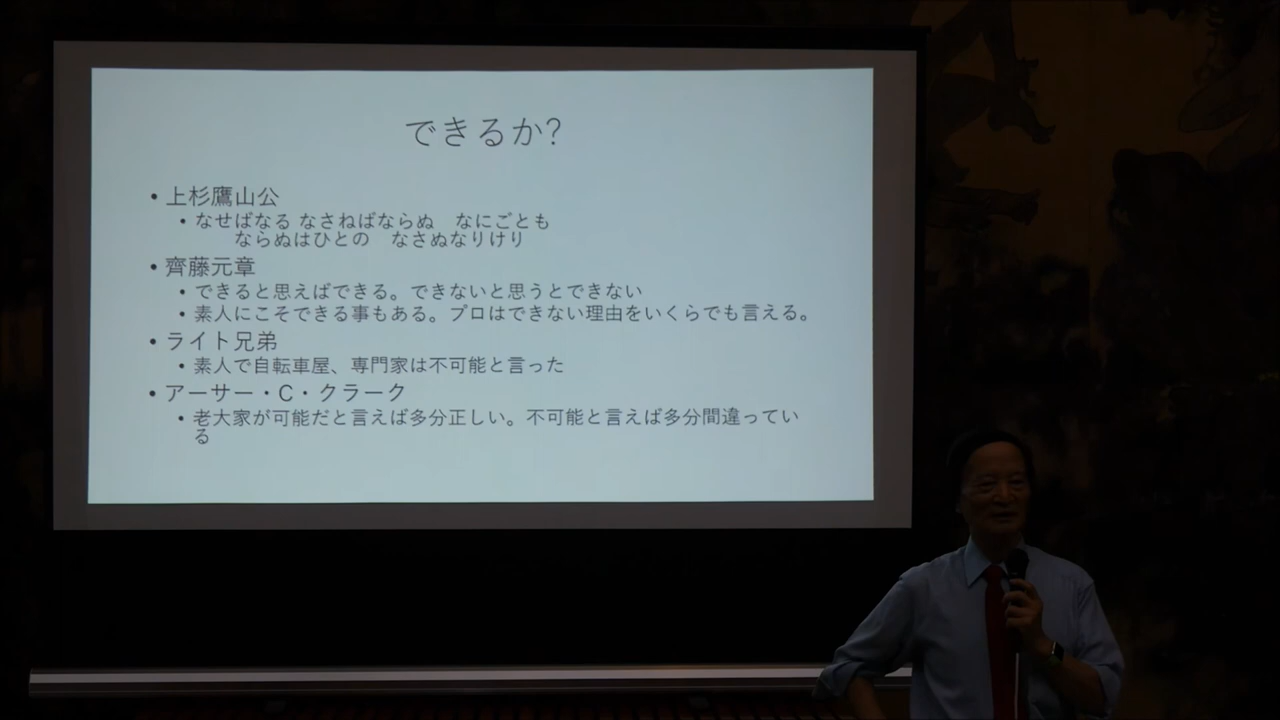 できるか?
• 上杉鷹山公
• なせばなる なさねばならぬ　なにごとも
ならぬはひとの　なさぬなりけり
• 齊藤元章
• できると思えばできる。できないと思うとできない
• 素人にこそできる事もある。プロはできない理由をいくらでも言える。
• ライト兄弟
• 素人で自転車屋、専門家は不可能と言った
• アーサー・C・クラーク
• 老大家が可能だと言えば多分正しい。不可能と言えば多分間違ってい
る